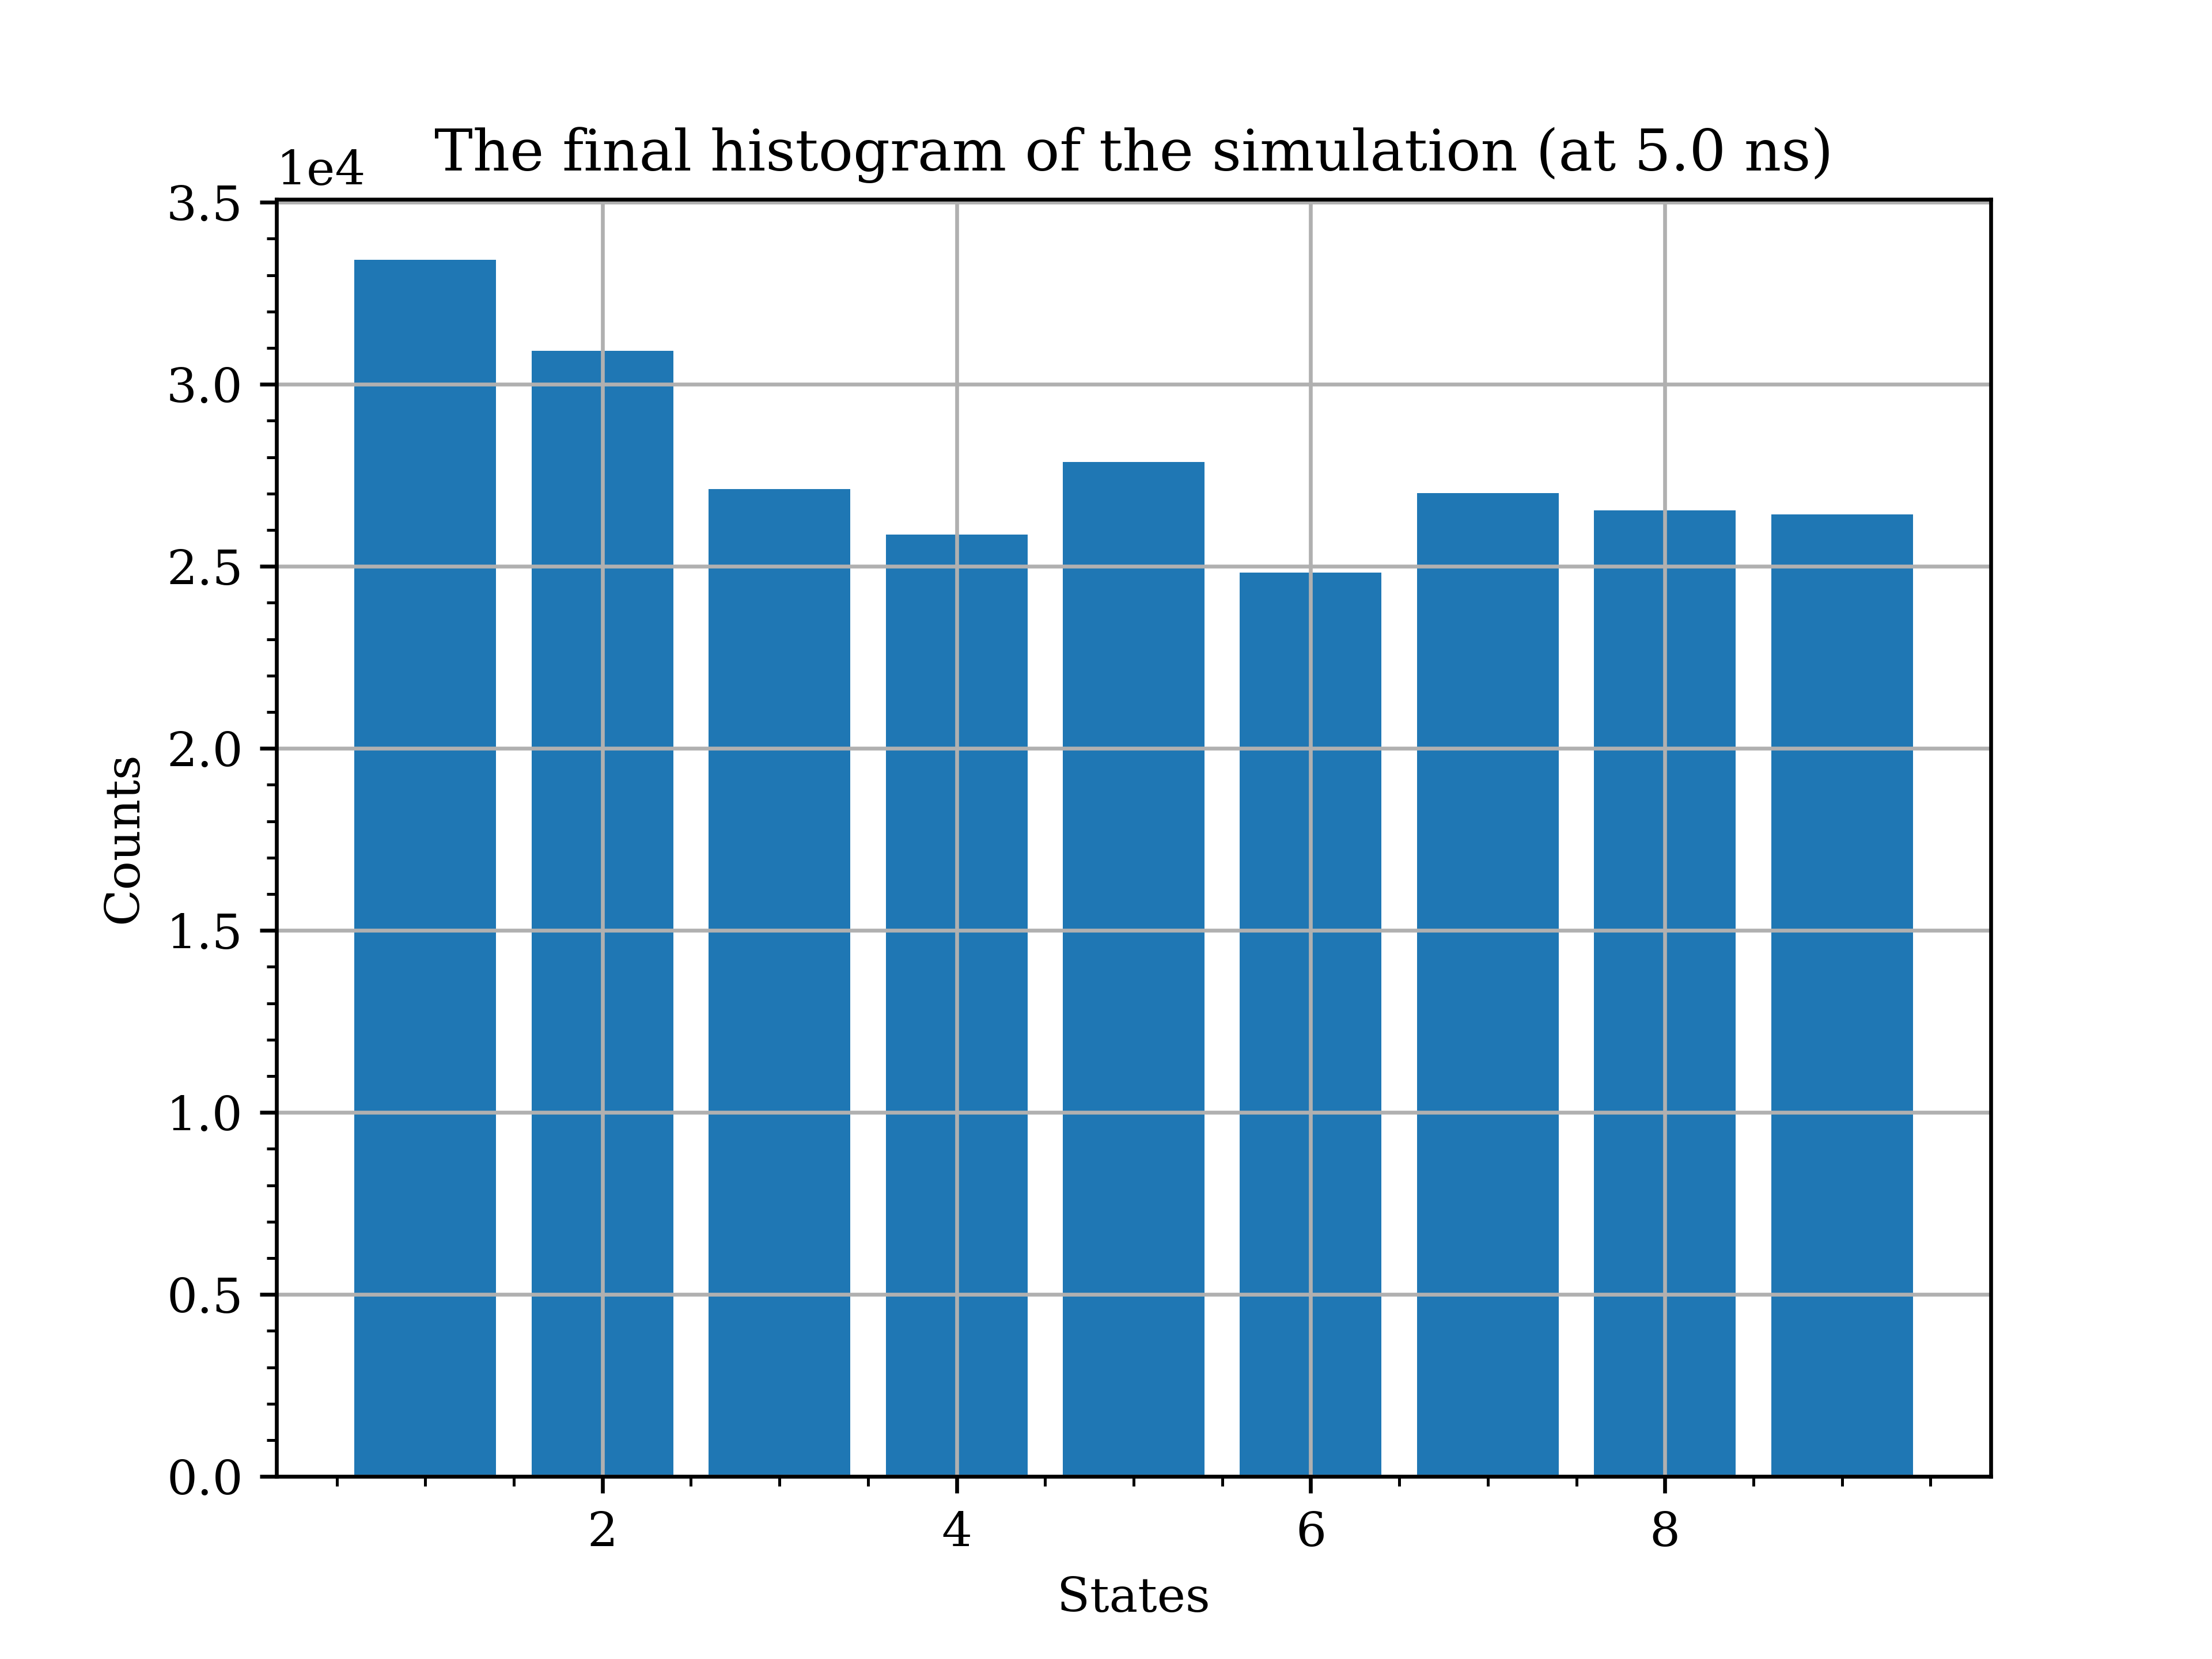 The final histogram of the simulation (at 5.0 ns)
1e4
3.5
3.0
2.5
2.0
1.5
1.0
0.5
0.0
Counts
2 4 6 8
States